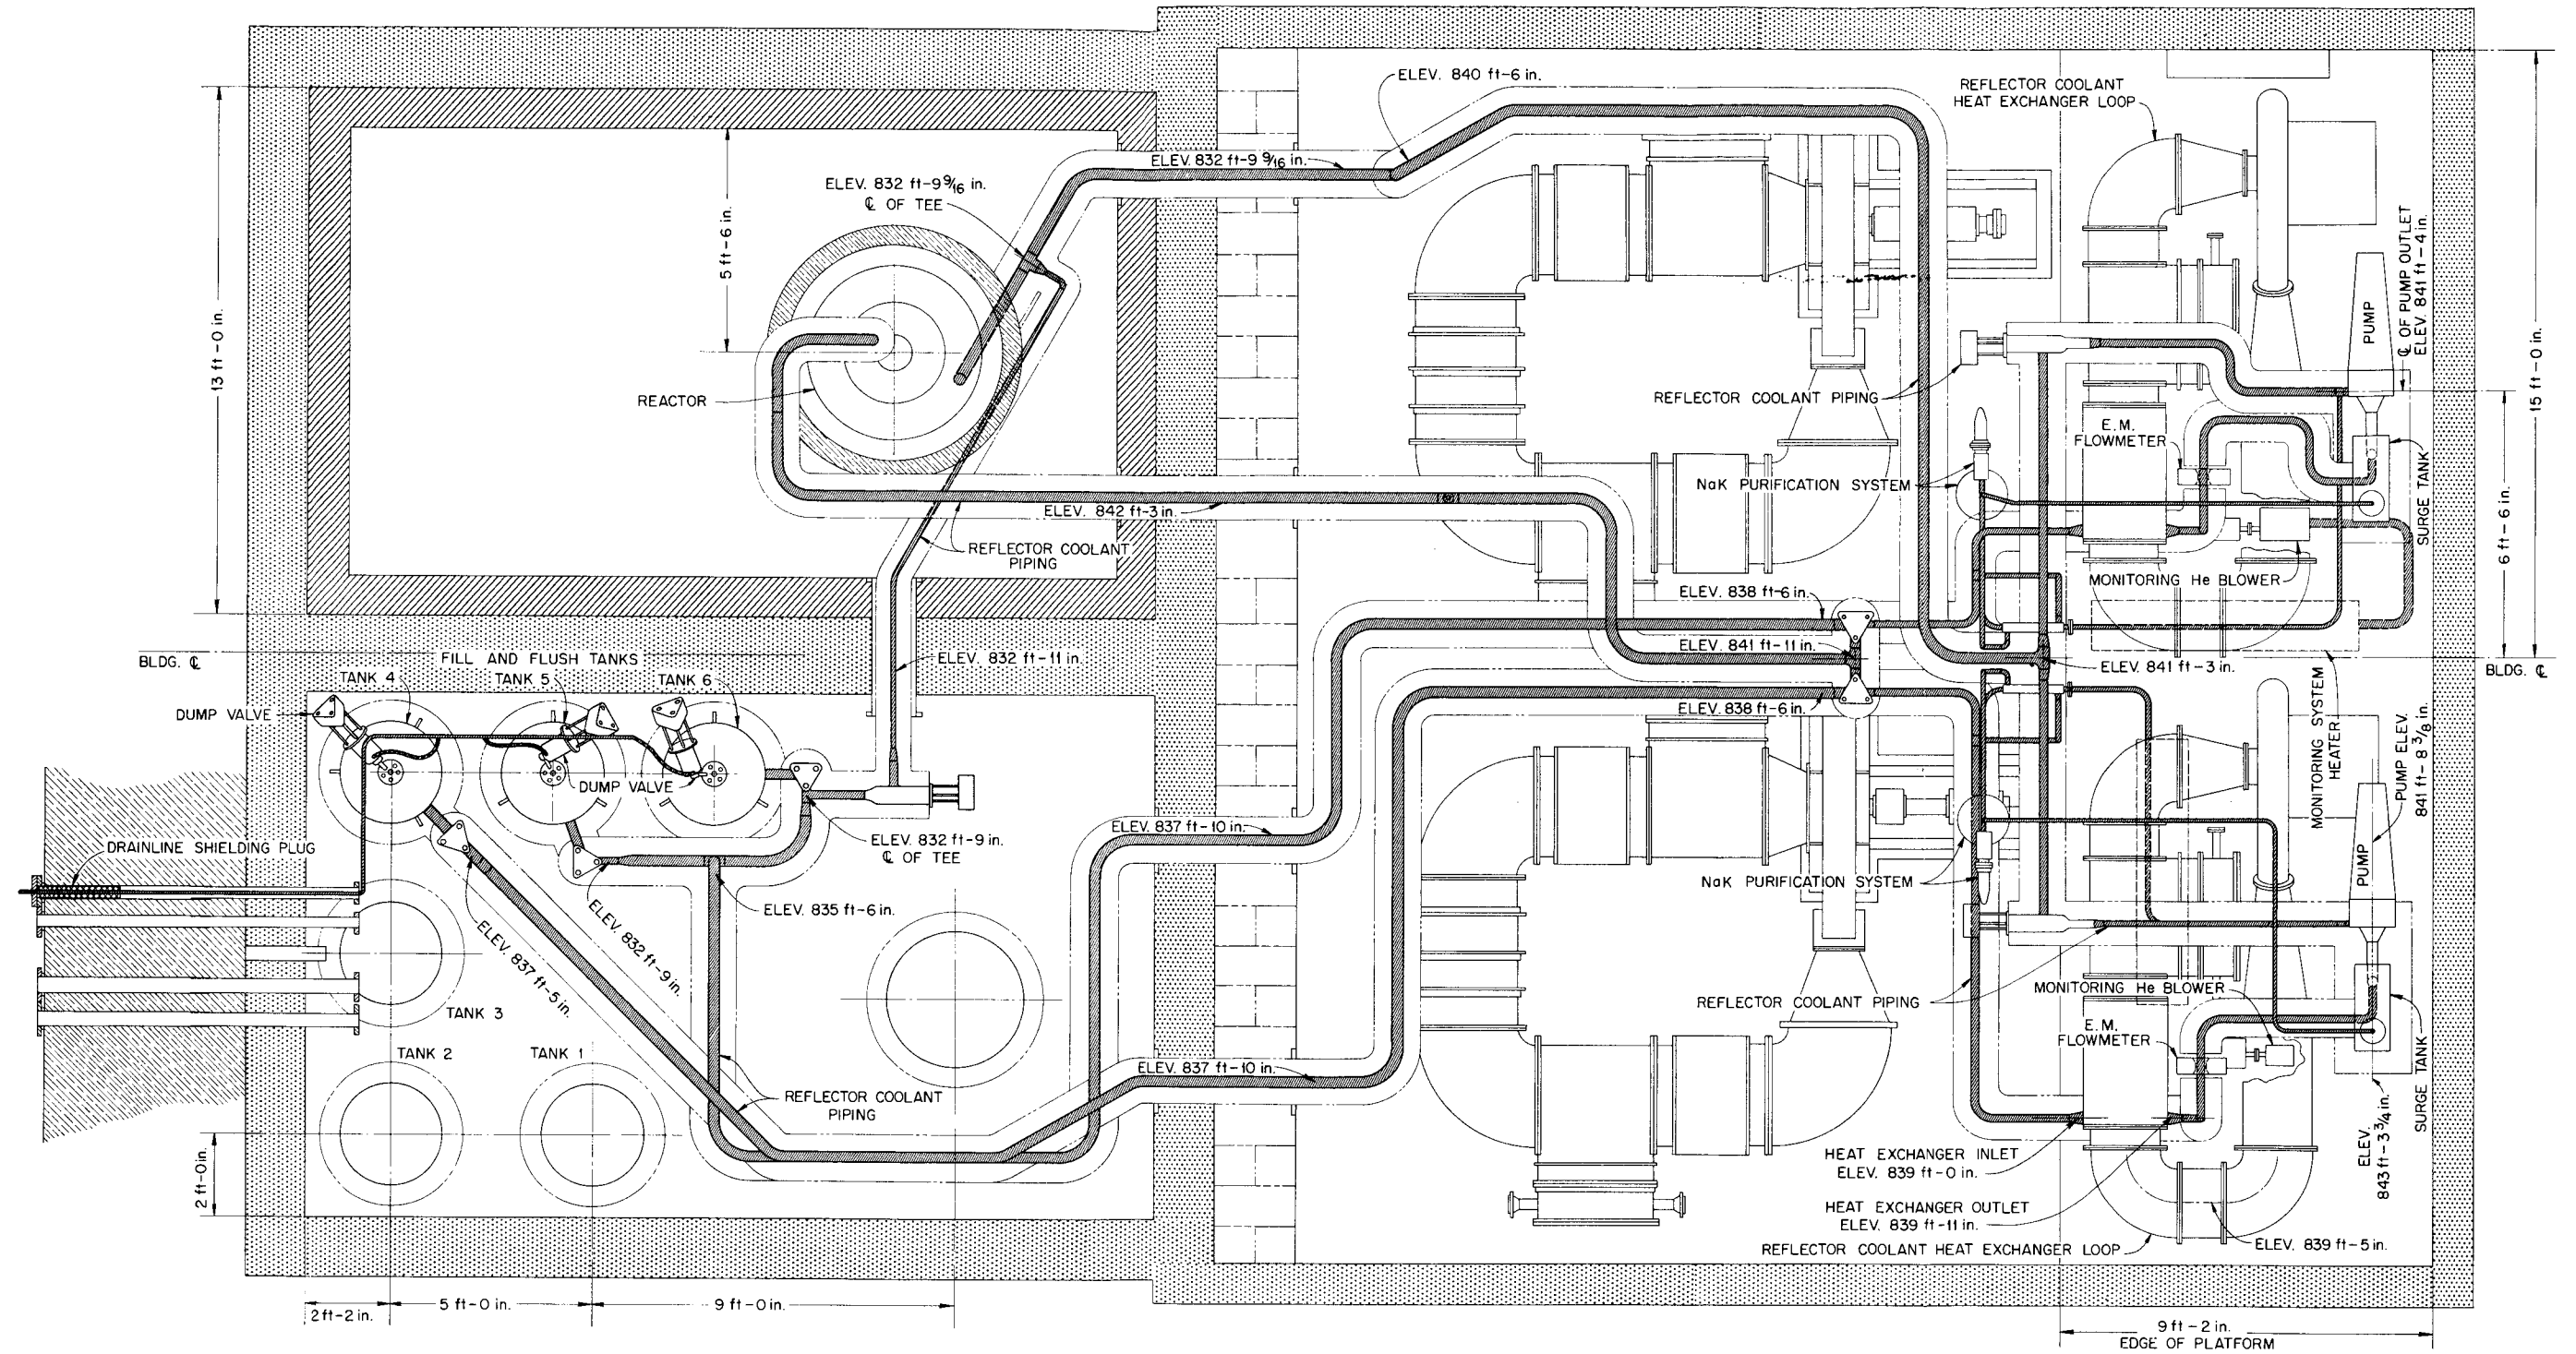 ELEV. 840 ft-6 in.
REFLECTOR COOLANT
HEAT EXCHANGER LOOP
ELEV. 832 ft-9 9/16 in.
ELEV. 832 ft-9 9/16 in.
℄ OF TEE
5 ft-6 in.
13 ft-0 in.
℄ OF PUMP OUTLET
ELEV. 841 ft-4 in.
15 ft-0 in.
PUMP
REACTOR
REFLECTOR COOLANT PIPING
E.M.
FLOWMETER
NaK PURIFICATION SYSTEM
SURGE TANK
6 ft-6 in.
ELEV. 842 ft-3 in.
REFLECTOR COOLANT
PIPING
MONITORING He BLOWER
ELEV. 838 ft-6 in.
ELEV. 841 ft-11 in.
BLDG. ℄
FILL AND FLUSH TANKS
ELEV. 832 ft-11 in.
ELEV. 841 ft-3 in.
BLDG. ℄
TANK 4
TANK 5
TANK 6
ELEV. 838 ft-6 in.
DUMP VALVE
MONITORING SYSTEM
HEATER
PUMP ELEV.
841 ft-8 3/8 in.
DUMP VALVE
ELEV. 837 ft-10 in.
ELEV. 832 ft-9 in.
℄ OF TEE
DRAINLINE SHIELDING PLUG
PUMP
NaK PURIFICATION SYSTEM
ELEV. 835 ft-6 in.
ELEV. 832 ft-9 in.
ELEV. 837 ft-5 in.
REFLECTOR COOLANT PIPING
MONITORING He BLOWER
TANK 3
E.M.
FLOWMETER
TANK 2
TANK 1
ELEV. 837 ft-10 in.
SURGE TANK
REFLECTOR COOLANT
PIPING
ELEV.
843 ft-3 3/4 in.
2 ft-0 in.
HEAT EXCHANGER INLET
ELEV. 839 ft-0 in.
HEAT EXCHANGER OUTLET
ELEV. 839 ft-11 in.
REFLECTOR COOLANT HEAT EXCHANGER LOOP
ELEV. 839 ft-5 in.
2 ft-2 in.
5 ft-0 in.
9 ft-0 in.
9 ft-2 in.
EDGE OF PLATFORM